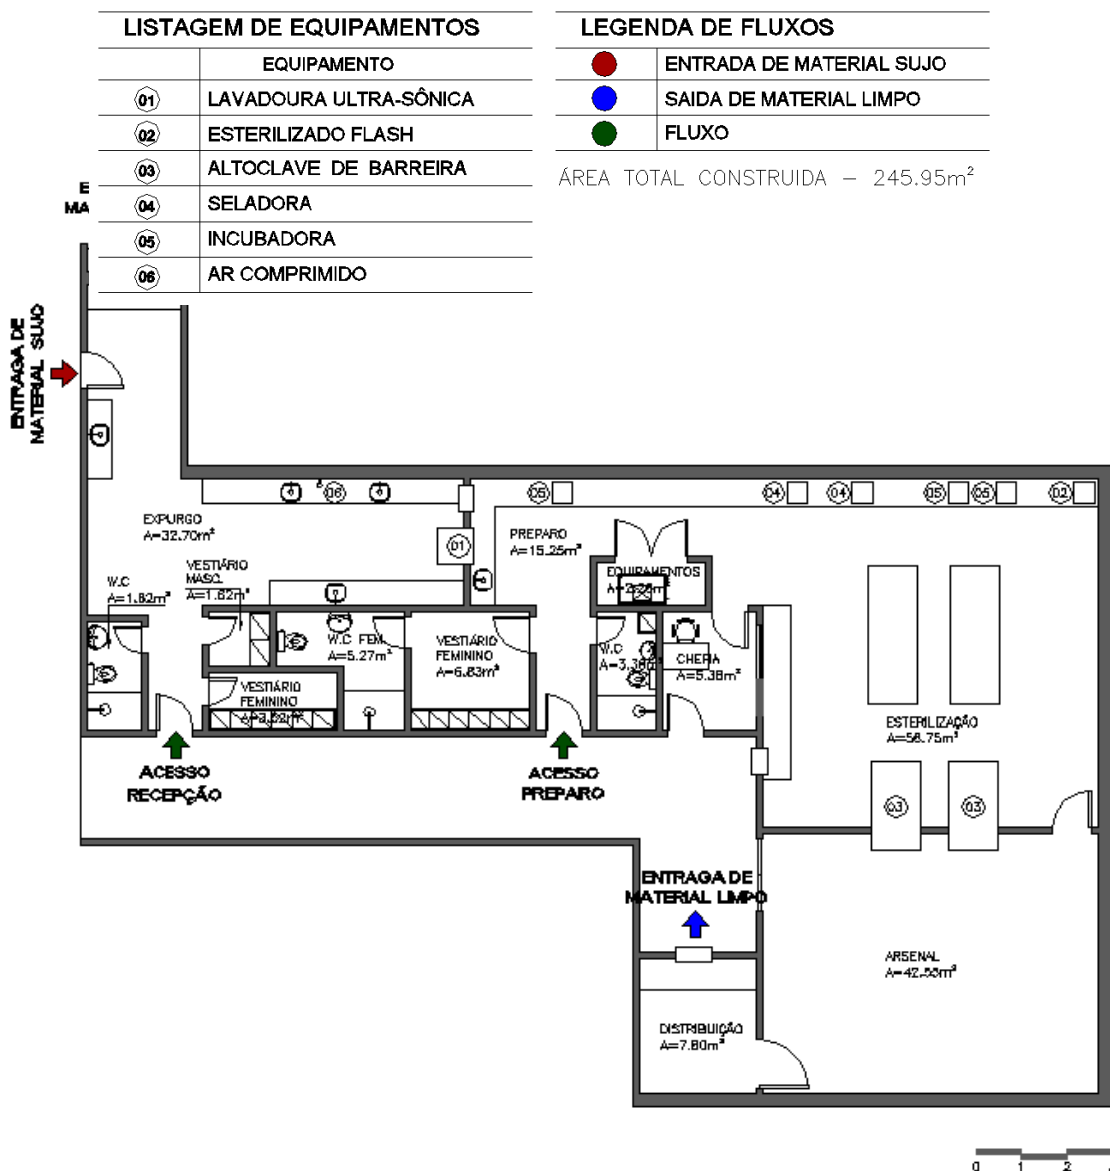 LISTAGEM DE EQUIPAMENTOS
EQUIPAMENTO
01 LAVADOURA ULTRA-SÔNICA
02 ESTERILIZADO FLASH
03 ALTOCLAVE DE BARREIRA
04 SELADORA
05 INCUBADORA
06 AR COMPRIMIDO
LEGENDA DE FLUXOS
ENTRADA DE MATERIAL SUJO
SAIDA DE MATERIAL LIMPO
FLUXO
ÁREA TOTAL CONSTRUIDA – 245.95m²
E
MA
ENTRAGA DE
MATERIAL SUJO
06
05
04
04
05
02
EXPURGO
A=32.70m²
01
PREPARO
A=15.25m²
EQUIPAMENTOS
VESTIÁRIO
MASC.
A=1.62m²
W.C
A=1.62m²
W.C FEM.
A=5.27m²
VESTIÁRIO
FEMININO
A=6.83m²
W.C
CHEFIA
A=5.38m²
VESTIÁRIO
FEMININO
ESTERILIZAÇÃO
A=56.75m²
ACESSO
RECEPÇÃO
ACESSO
PREPARO
03
03
ENTRAGA DE
MATERIAL LIMPO
ARSENAL
DISTRIBUIÇÃO
A=7.80m²
0 1 2